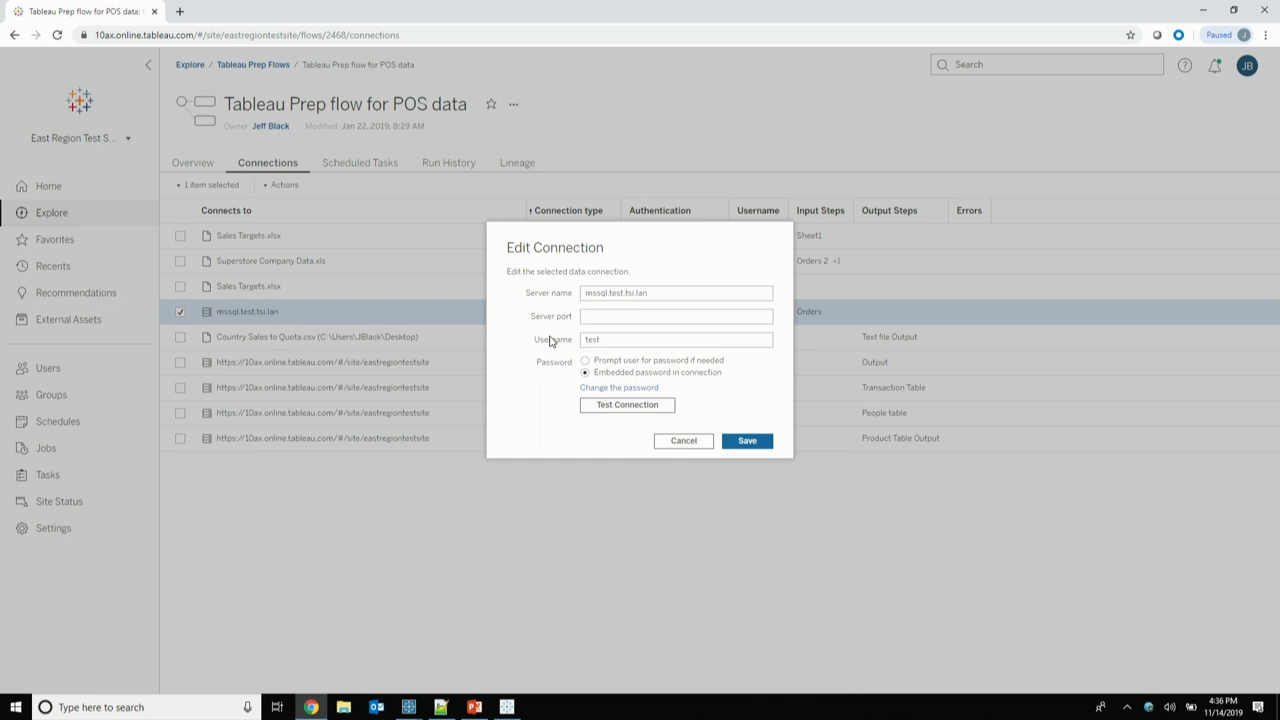 Tableau Prep flow for POS data:
10ax.online.tableau.com/#/site/eastregiontestsite/flows/2468/connections
Paused J
Explore / Tableau Prep Flows / Tableau Prep flow for POS data
Search
JB
Tableau Prep flow for POS data
Owner Jeff Black Modified Jan 22, 2019, 8:29 AM
East Region Test S...
Overview Connections Scheduled Tasks Run History Lineage
1 item selected Actions
Home
Explore
Favorites
Recents
Recommendations
External Assets
Users
Groups
Schedules
Jobs
Tasks
Site Status
Settings
Connects to ↑ Connection type Authentication Username Input Steps Output Steps Errors
Sales Targets.xlsx Sheet1
Superstore Company Data.xls Orders 2 +1
Sales Targets.xlsx
mssql.test.tsi.lan Orders
Country Sales to Quota.csv (C:\Users\JBlack\Desktop) Text file Output
https://10ax.online.tableau.com/#/site/eastregiontestsite Output
https://10ax.online.tableau.com/#/site/eastregiontestsite Transaction Table
https://10ax.online.tableau.com/#/site/eastregiontestsite People table
https://10ax.online.tableau.com/#/site/eastregiontestsite Product Table Output
Edit Connection
Edit the selected data connection.
Server name mssql.test.tsi.lan
Server port
Username test
Password Prompt user for password if needed
Embedded password in connection
Change the password
Test Connection
Cancel Save
Type here to search
4:36 PM
11/14/2019